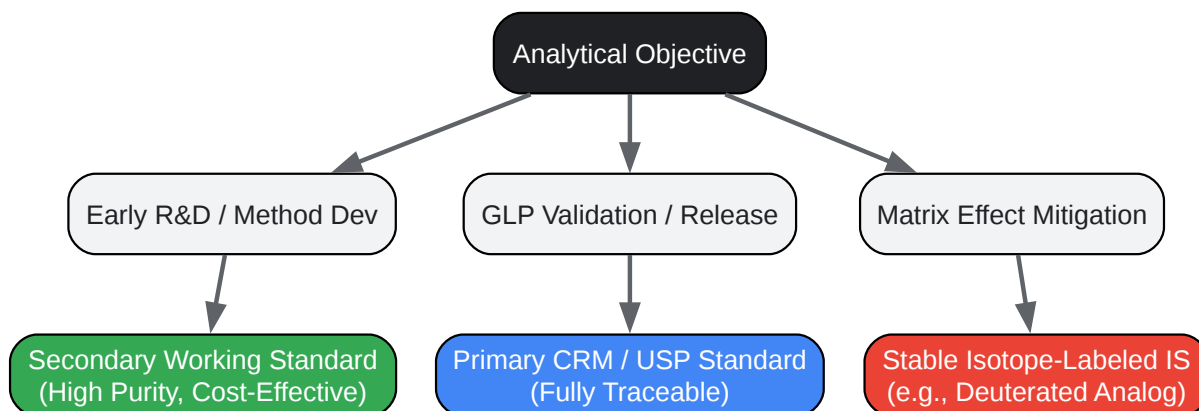 Analytical Objective
Early R&D / Method Dev
GLP Validation / Release
Matrix Effect Mitigation
Secondary Working Standard
(High Purity, Cost-Effective)
Primary CRM / USP Standard
(Fully Traceable)
Stable Isotope-Labeled IS
(e.g., Deuterated Analog)